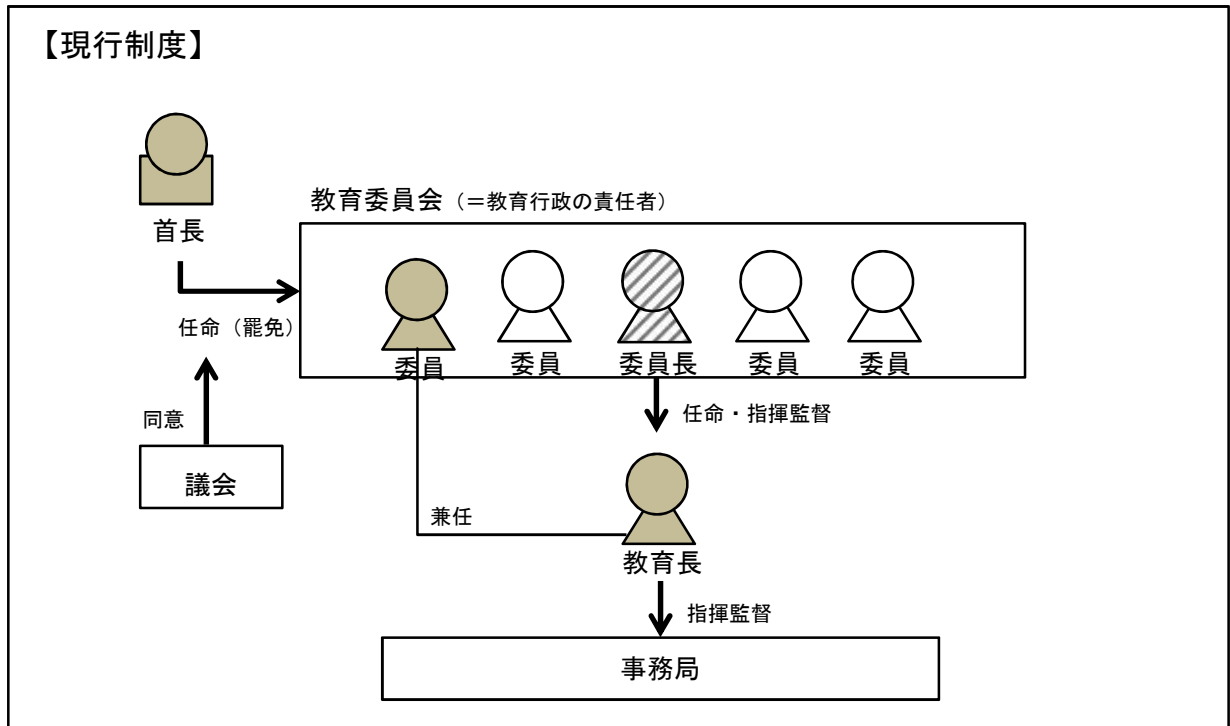 【現行制度】
首長
教育委員会（＝教育行政の責任者）
委員
委員
委員長
委員
委員
任命（罷免）
同意
議会
任命・指揮監督
兼任
教育長
指揮監督
事務局